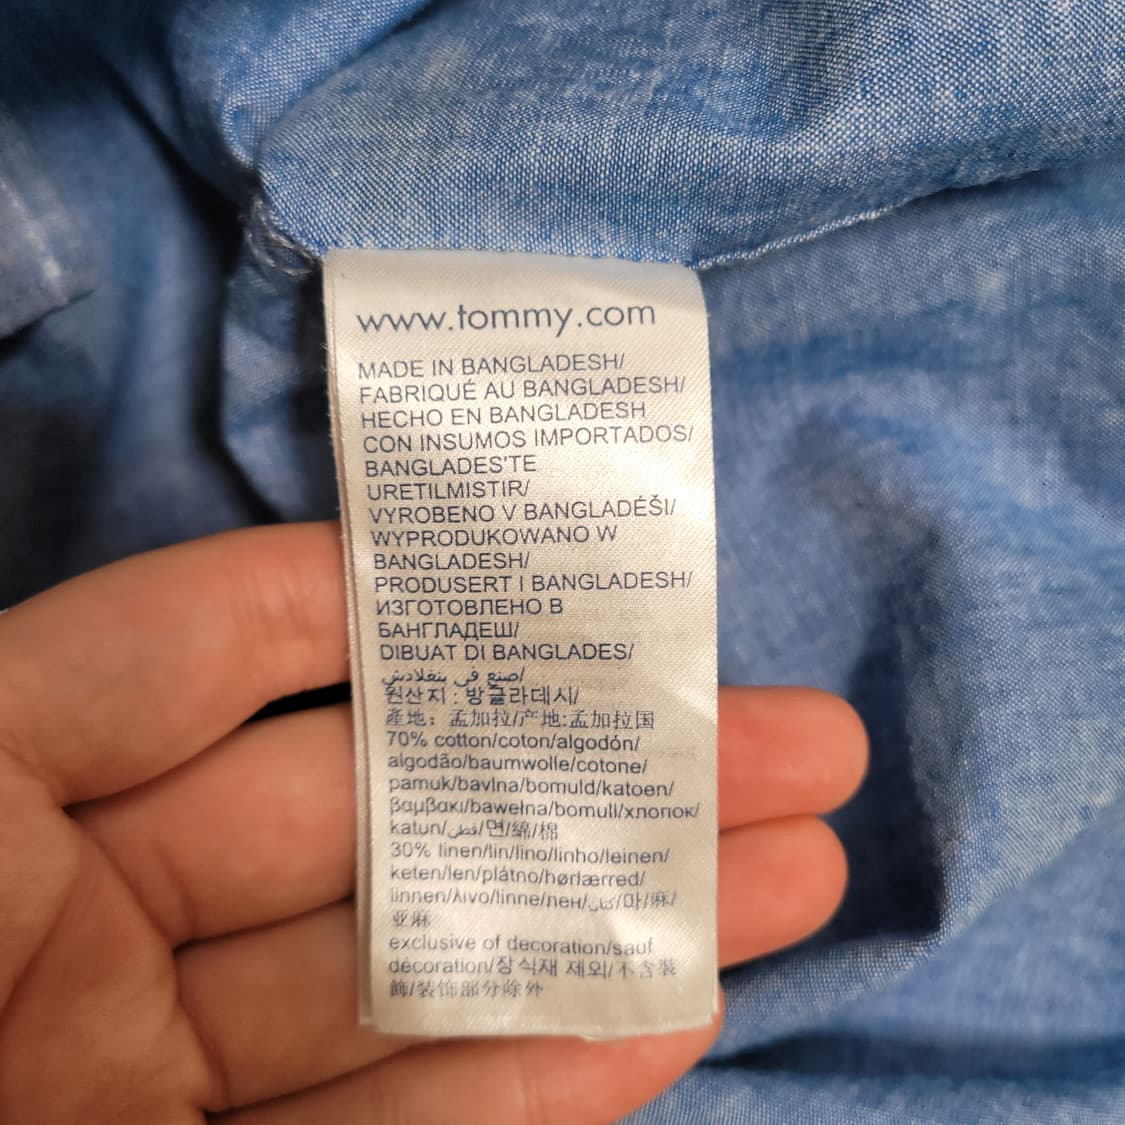 www.tommy.com
MADE IN BANGLADESH/
FABRIQUÉ AU BANGLADESH/
HECHO EN BANGLADESH
CON INSUMOS IMPORTADOS/
BANGLADES'TE
URETILMISTIR/
VYROBENO V BANGLADÉŠI/
WYPRODUKOWANO W
BANGLADESH/
PRODUSERT I BANGLADESH/
ИЗГОТОВЛЕНО В
БАНГЛАДЕШ/
DIBUAT DI BANGLADES/
صنع في بنغلادش/
원산지 : 방글라데시/
產地：孟加拉/产地:孟加拉国
70% cotton/coton/algodón/
algodão/baumwolle/cotone/
pamuk/bavlna/bomuld/katoen/
βαμβακι/bawełna/bomull/хлопок/
katun/قطن/면/綿/棉
30% linen/lin/lino/linho/leinen/
keten/len/plátno/hørlærred/
linnen/λινο/linne/лен/كتان/마/麻/
亚麻
exclusive of decoration/sauf
décoration/장식재 제외/不含裝
飾/装饰部分除外